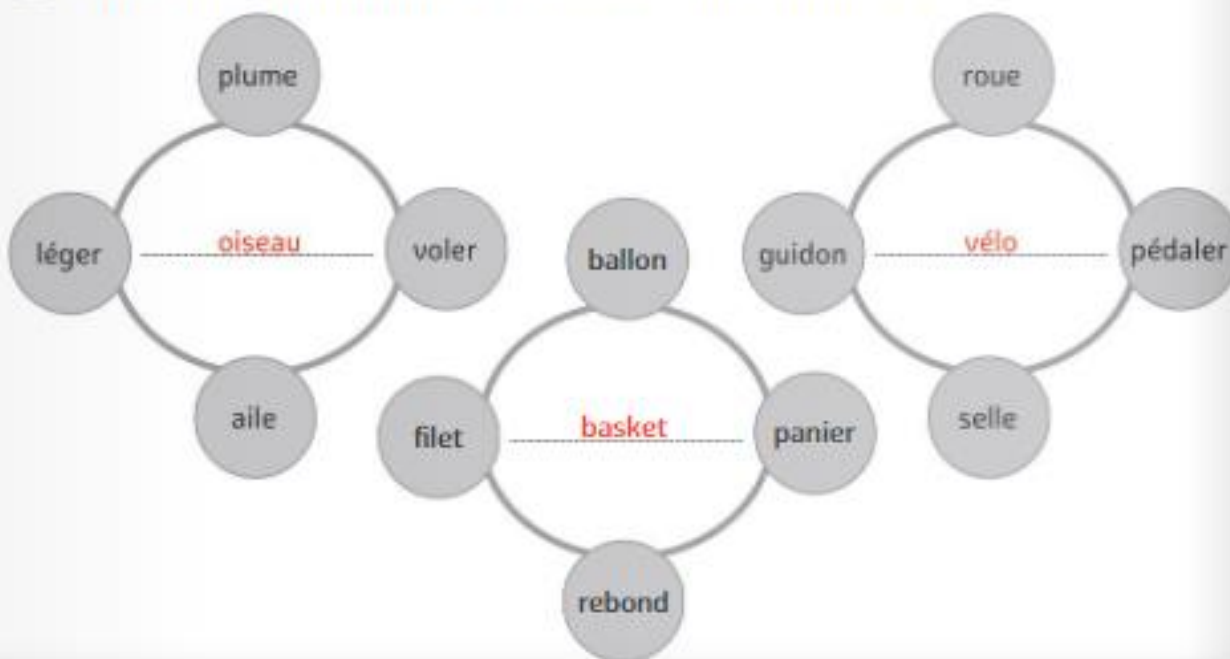 plume
léger
oiseau
voler
aile
ballon
filet
basket
panier
rebond
roue
guidon
vélo
pédaler
selle